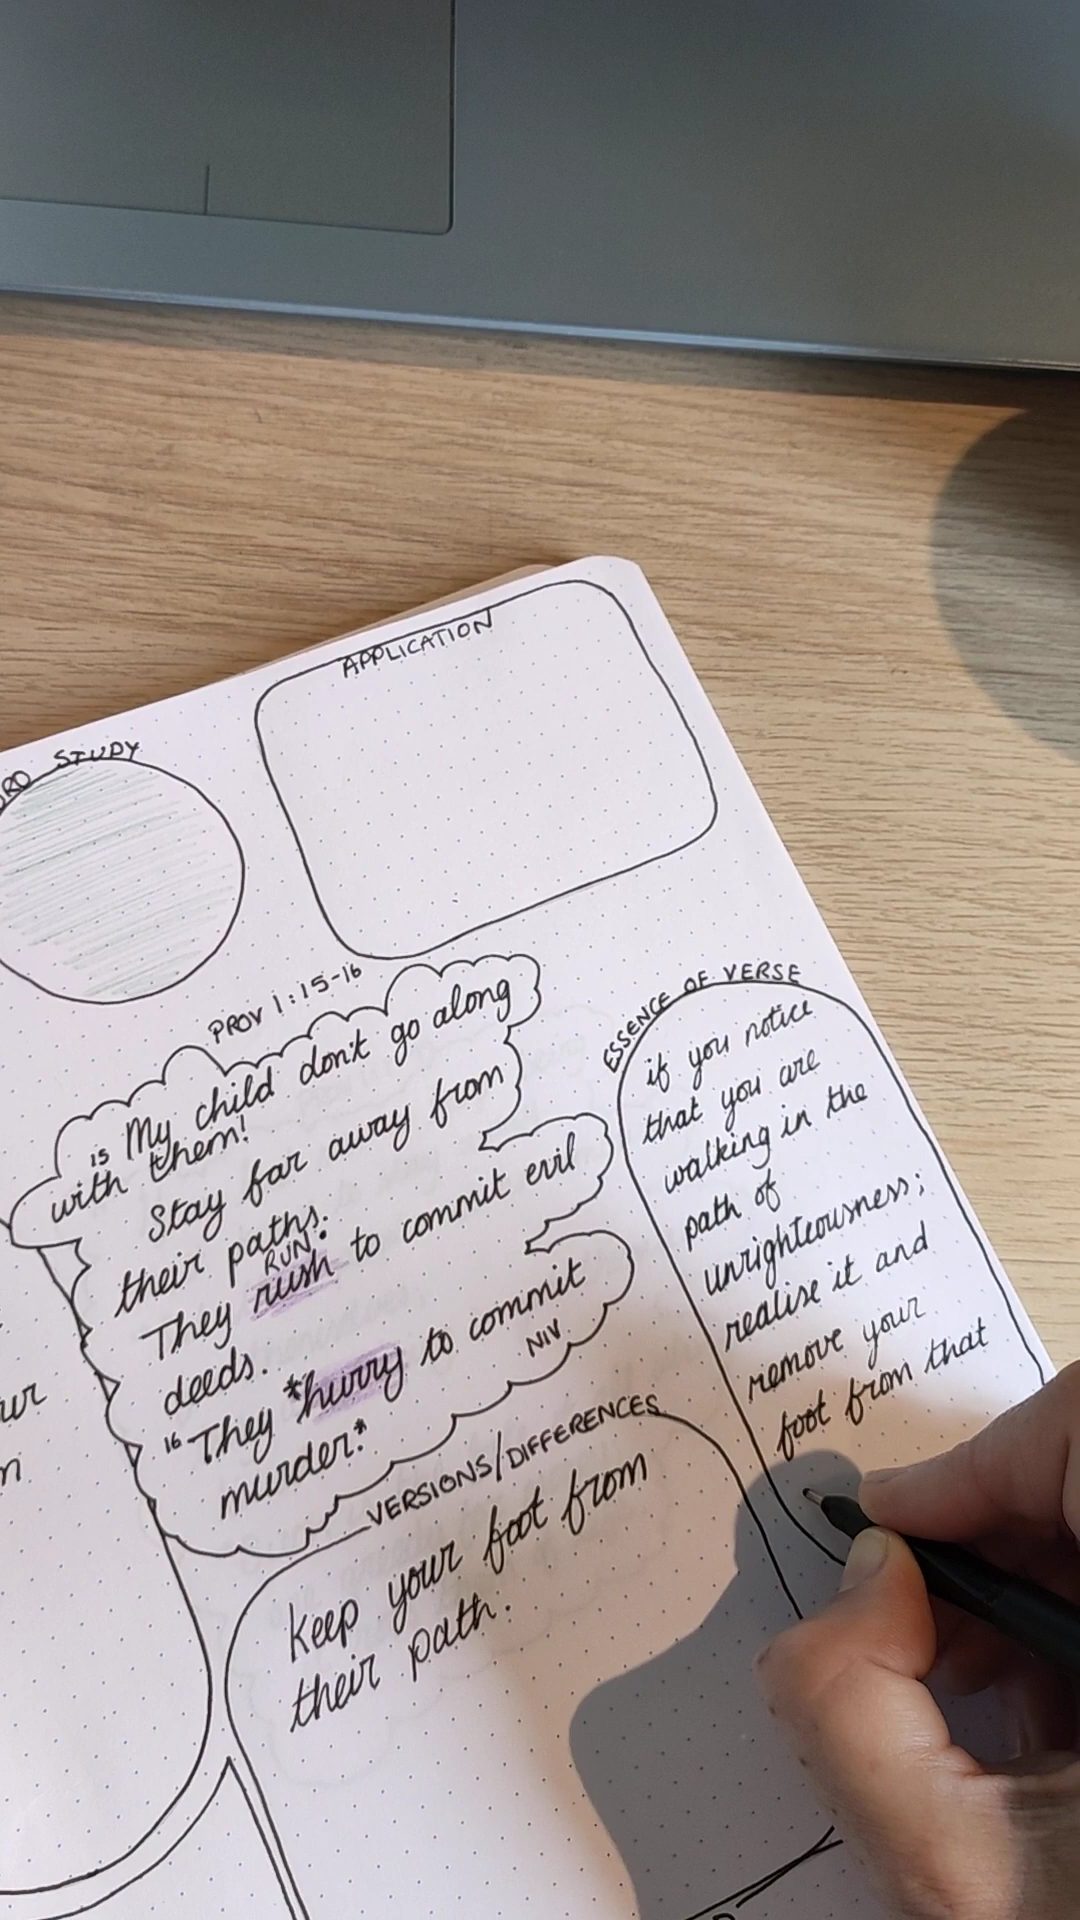 APPLICATION
STUDY
PROV 1:15-16
15 My child don't go along
with them!
Stay far away from
their paths.
RUN!
They rush to commit evil
deeds.
16 They *hurry to commit
murder.*
NIV
ESSENCE OF VERSE
if you notice
that you are
walking in the
path of
unrighteousness;
realise it and
remove your
foot from that
VERSIONS/DIFFERENCES
Keep your foot from
their path.